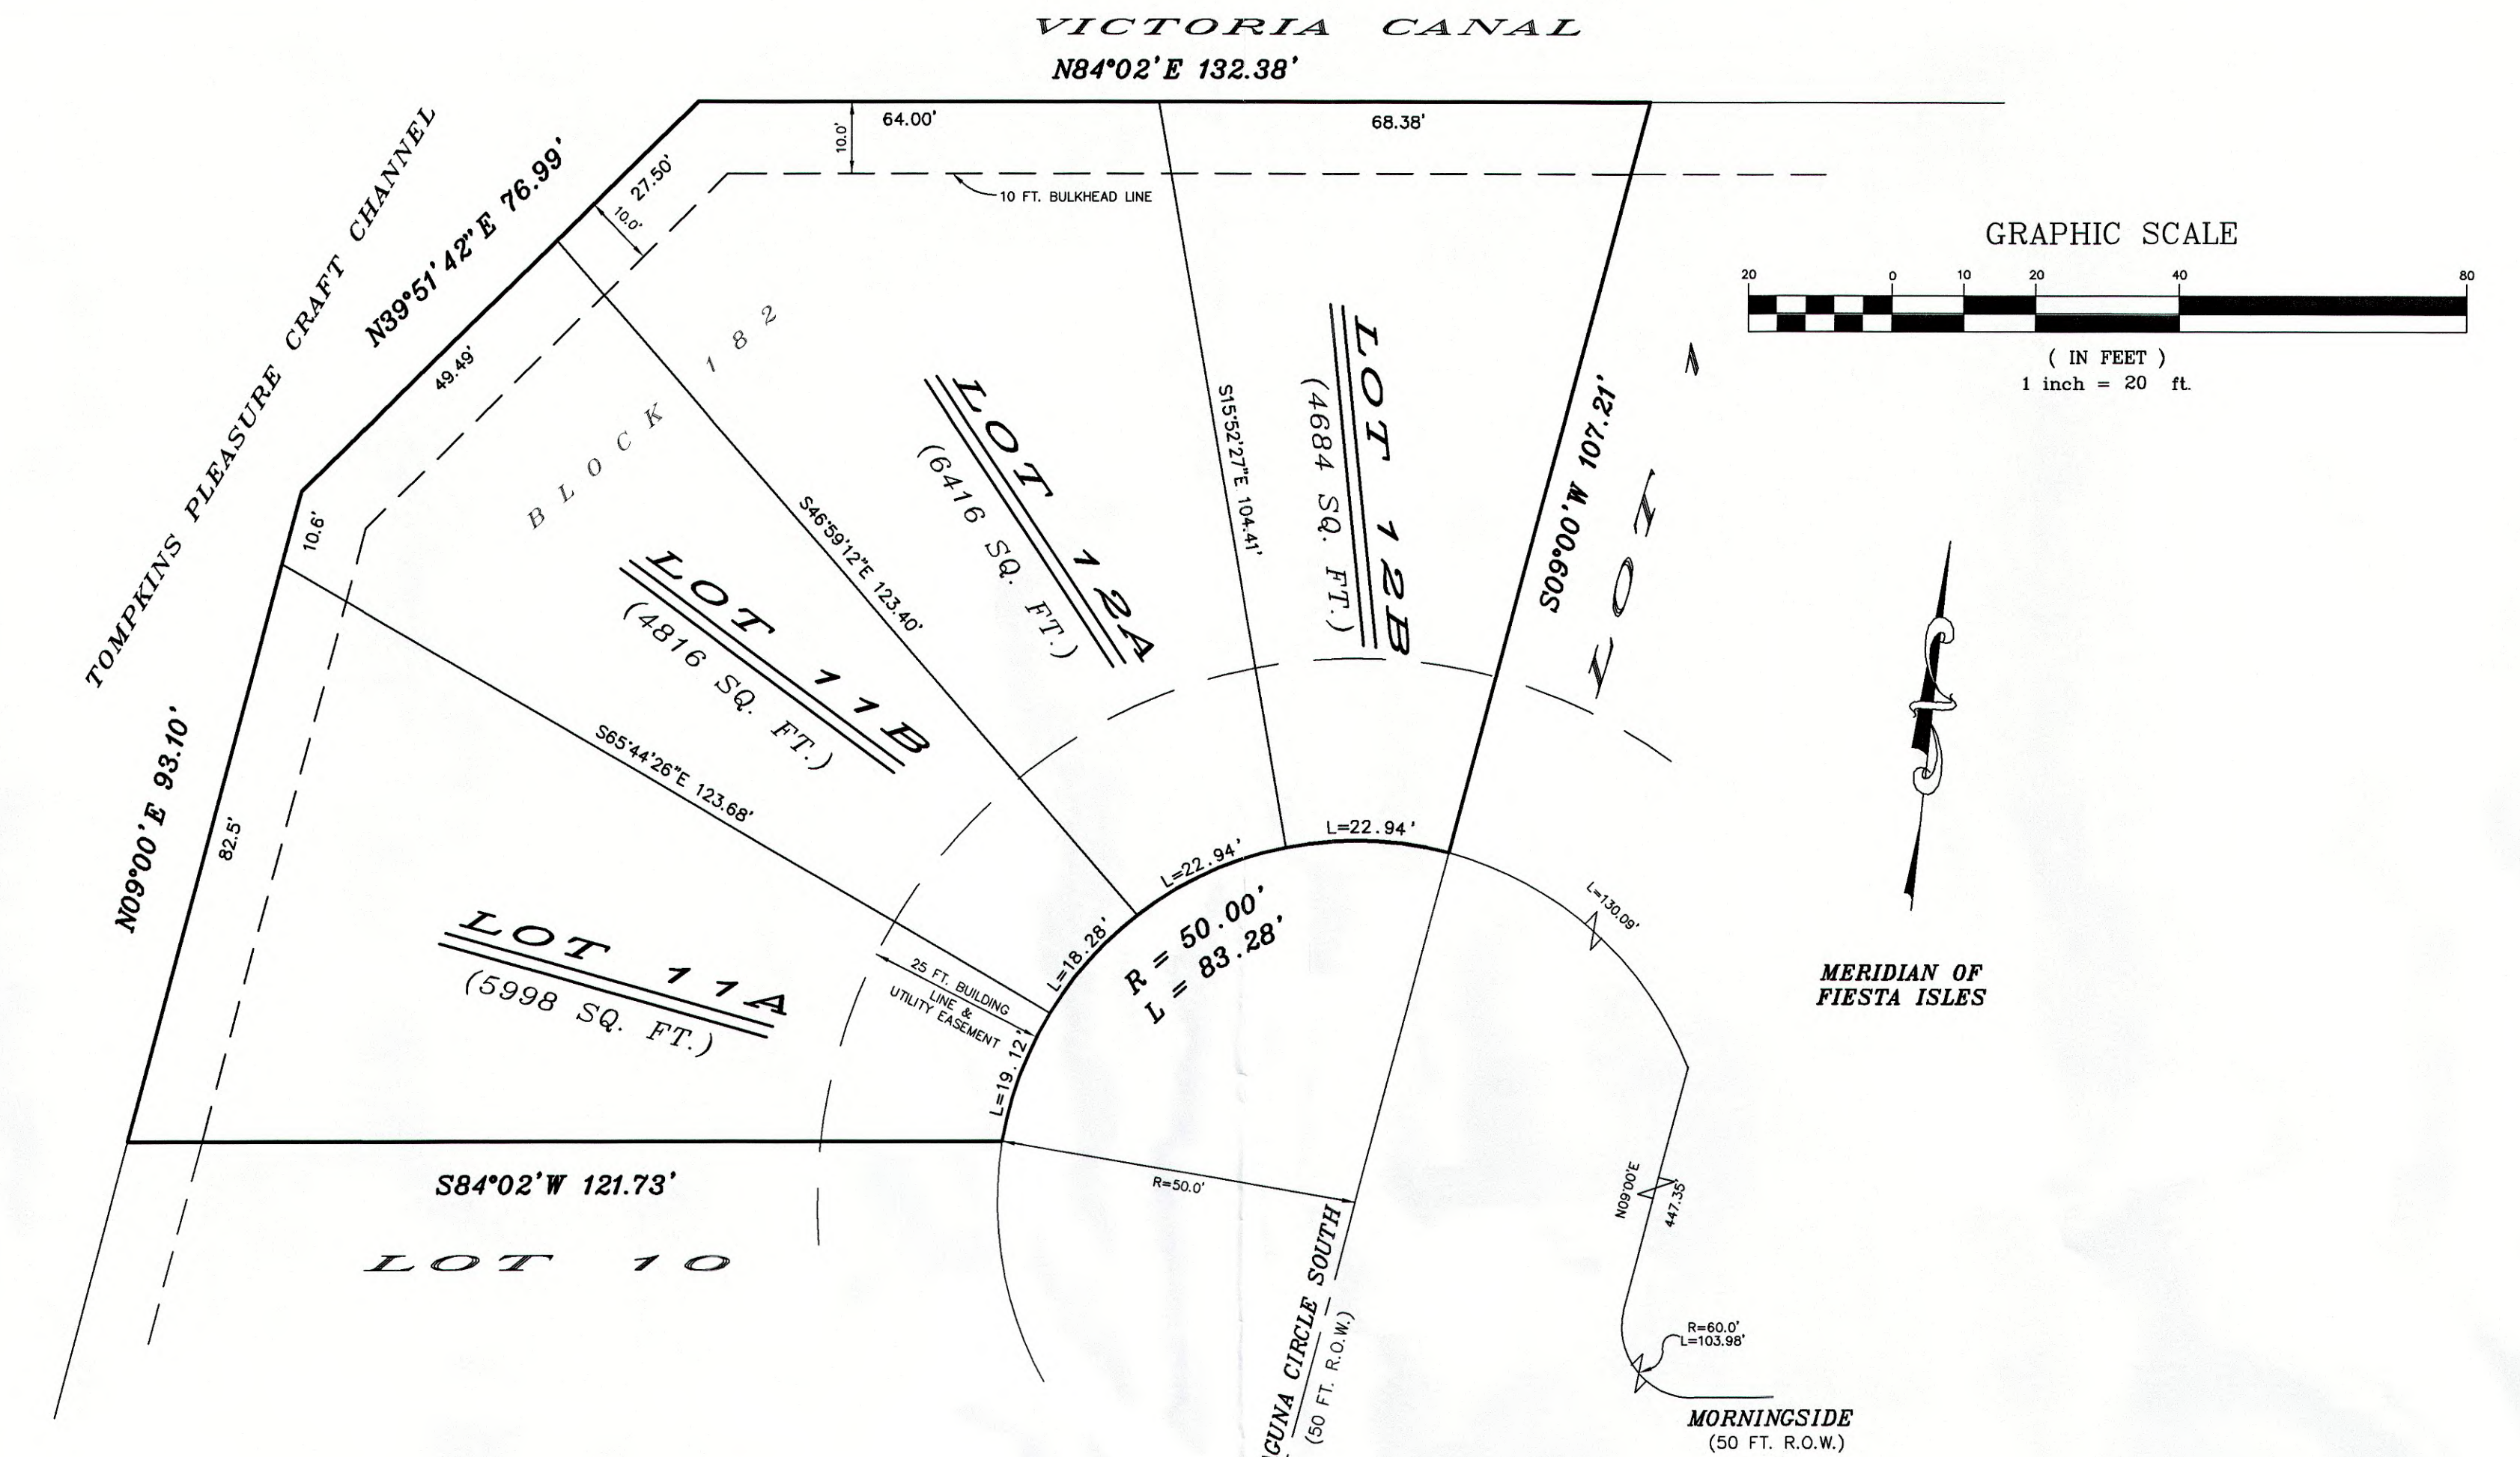 VICTORIA CANAL
N84°02'E 132.38'
64.00'
68.38'
10.0'
10 FT. BULKHEAD LINE
TOMPKINS PLEASURE CRAFT CHANNEL
N39°51'42"E 76.99'
27.50'
10.0'
49.49'
10.6'
BLOCK 182
GRAPHIC SCALE
20 0 10 20 40 80
( IN FEET )
1 inch = 20 ft.
LOT 12B
(4684 SQ. FT.)
S15°52'27"E 104.41'
S09°00'W 107.21'
LOT 1
LOT 12A
(6416 SQ. FT.)
S46°59'12"E 123.40'
LOT 11B
(4816 SQ. FT.)
S65°44'26"E 123.68'
N09°00'E 93.10'
82.5'
LOT 11A
(5998 SQ. FT.)
25 FT. BUILDING
LINE &
UTILITY EASEMENT
L=19.12'
L=18.28'
L=22.94'
L=22.94'
R = 50.00'
L = 83.28'
L=130.09'
MERIDIAN OF
FIESTA ISLES
S84°02'W 121.73'
R=50.0'
LOT 10
GUNA CIRCLE SOUTH
(50 FT. R.O.W.)
N09°00'E
447.35'
R=60.0'
L=103.98'
MORNINGSIDE
(50 FT. R.O.W.)